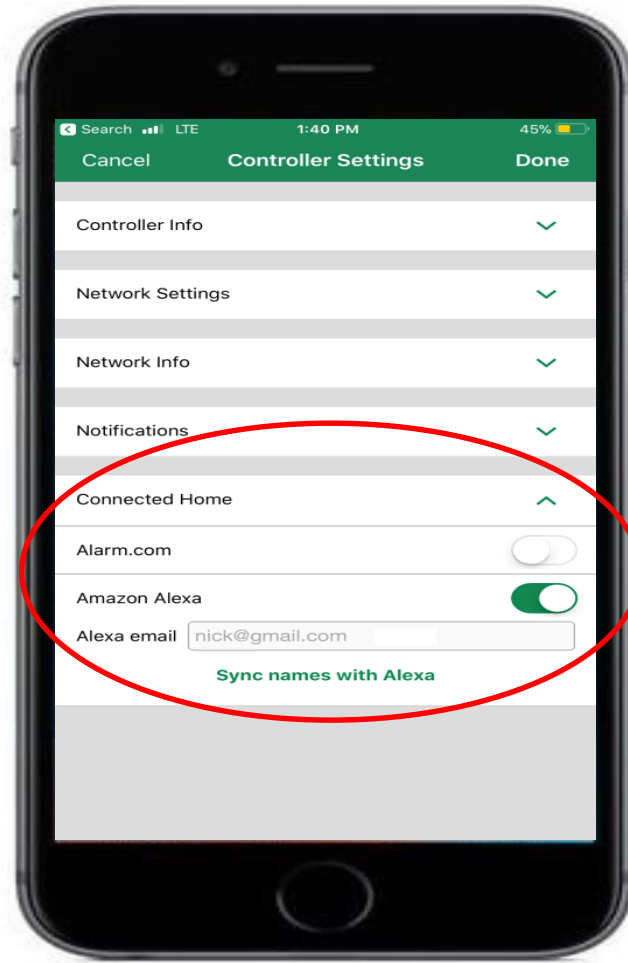 Search LTE 1:40 PM 45%
Cancel Controller Settings Done
Controller Info
Network Settings
Network Info
Notifications
Connected Home
Alarm.com
Amazon Alexa
Alexa email nick@gmail.com
Sync names with Alexa